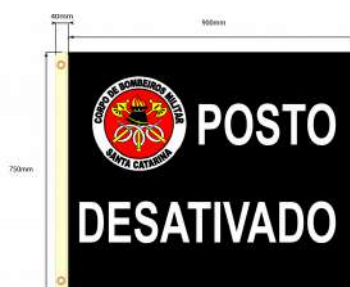 40mm
900mm
750mm
CORPO DE BOMBEIROS MILITAR
SANTA CATARINA
POSTO
DESATIVADO